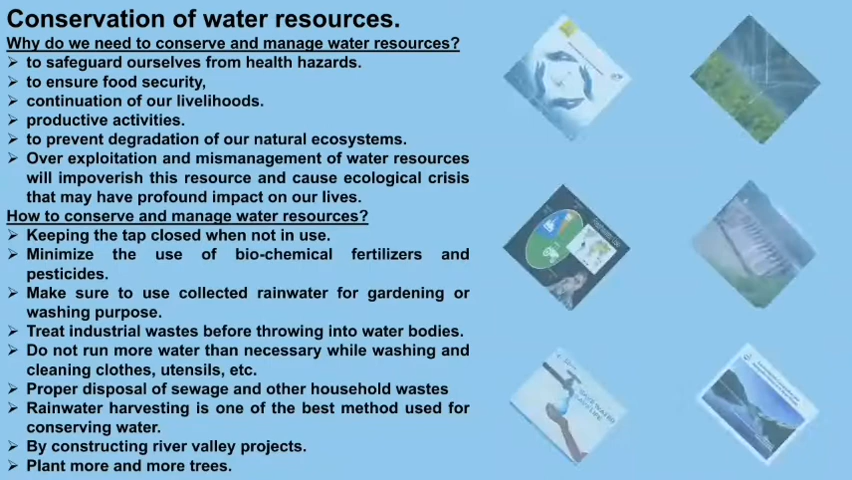 Conservation of water resources.
Why do we need to conserve and manage water resources?
➢ to safeguard ourselves from health hazards.
➢ to ensure food security,
➢ continuation of our livelihoods.
➢ productive activities.
➢ to prevent degradation of our natural ecosystems.
➢ Over exploitation and mismanagement of water resources
will impoverish this resource and cause ecological crisis
that may have profound impact on our lives.
How to conserve and manage water resources?
➢ Keeping the tap closed when not in use.
➢ Minimize the use of bio-chemical fertilizers and
pesticides.
➢ Make sure to use collected rainwater for gardening or
washing purpose.
➢ Treat industrial wastes before throwing into water bodies.
➢ Do not run more water than necessary while washing and
cleaning clothes, utensils, etc.
➢ Proper disposal of sewage and other household wastes
➢ Rainwater harvesting is one of the best method used for
conserving water.
➢ By constructing river valley projects.
➢ Plant more and more trees.
SAVE WATER
SAVE LIFE